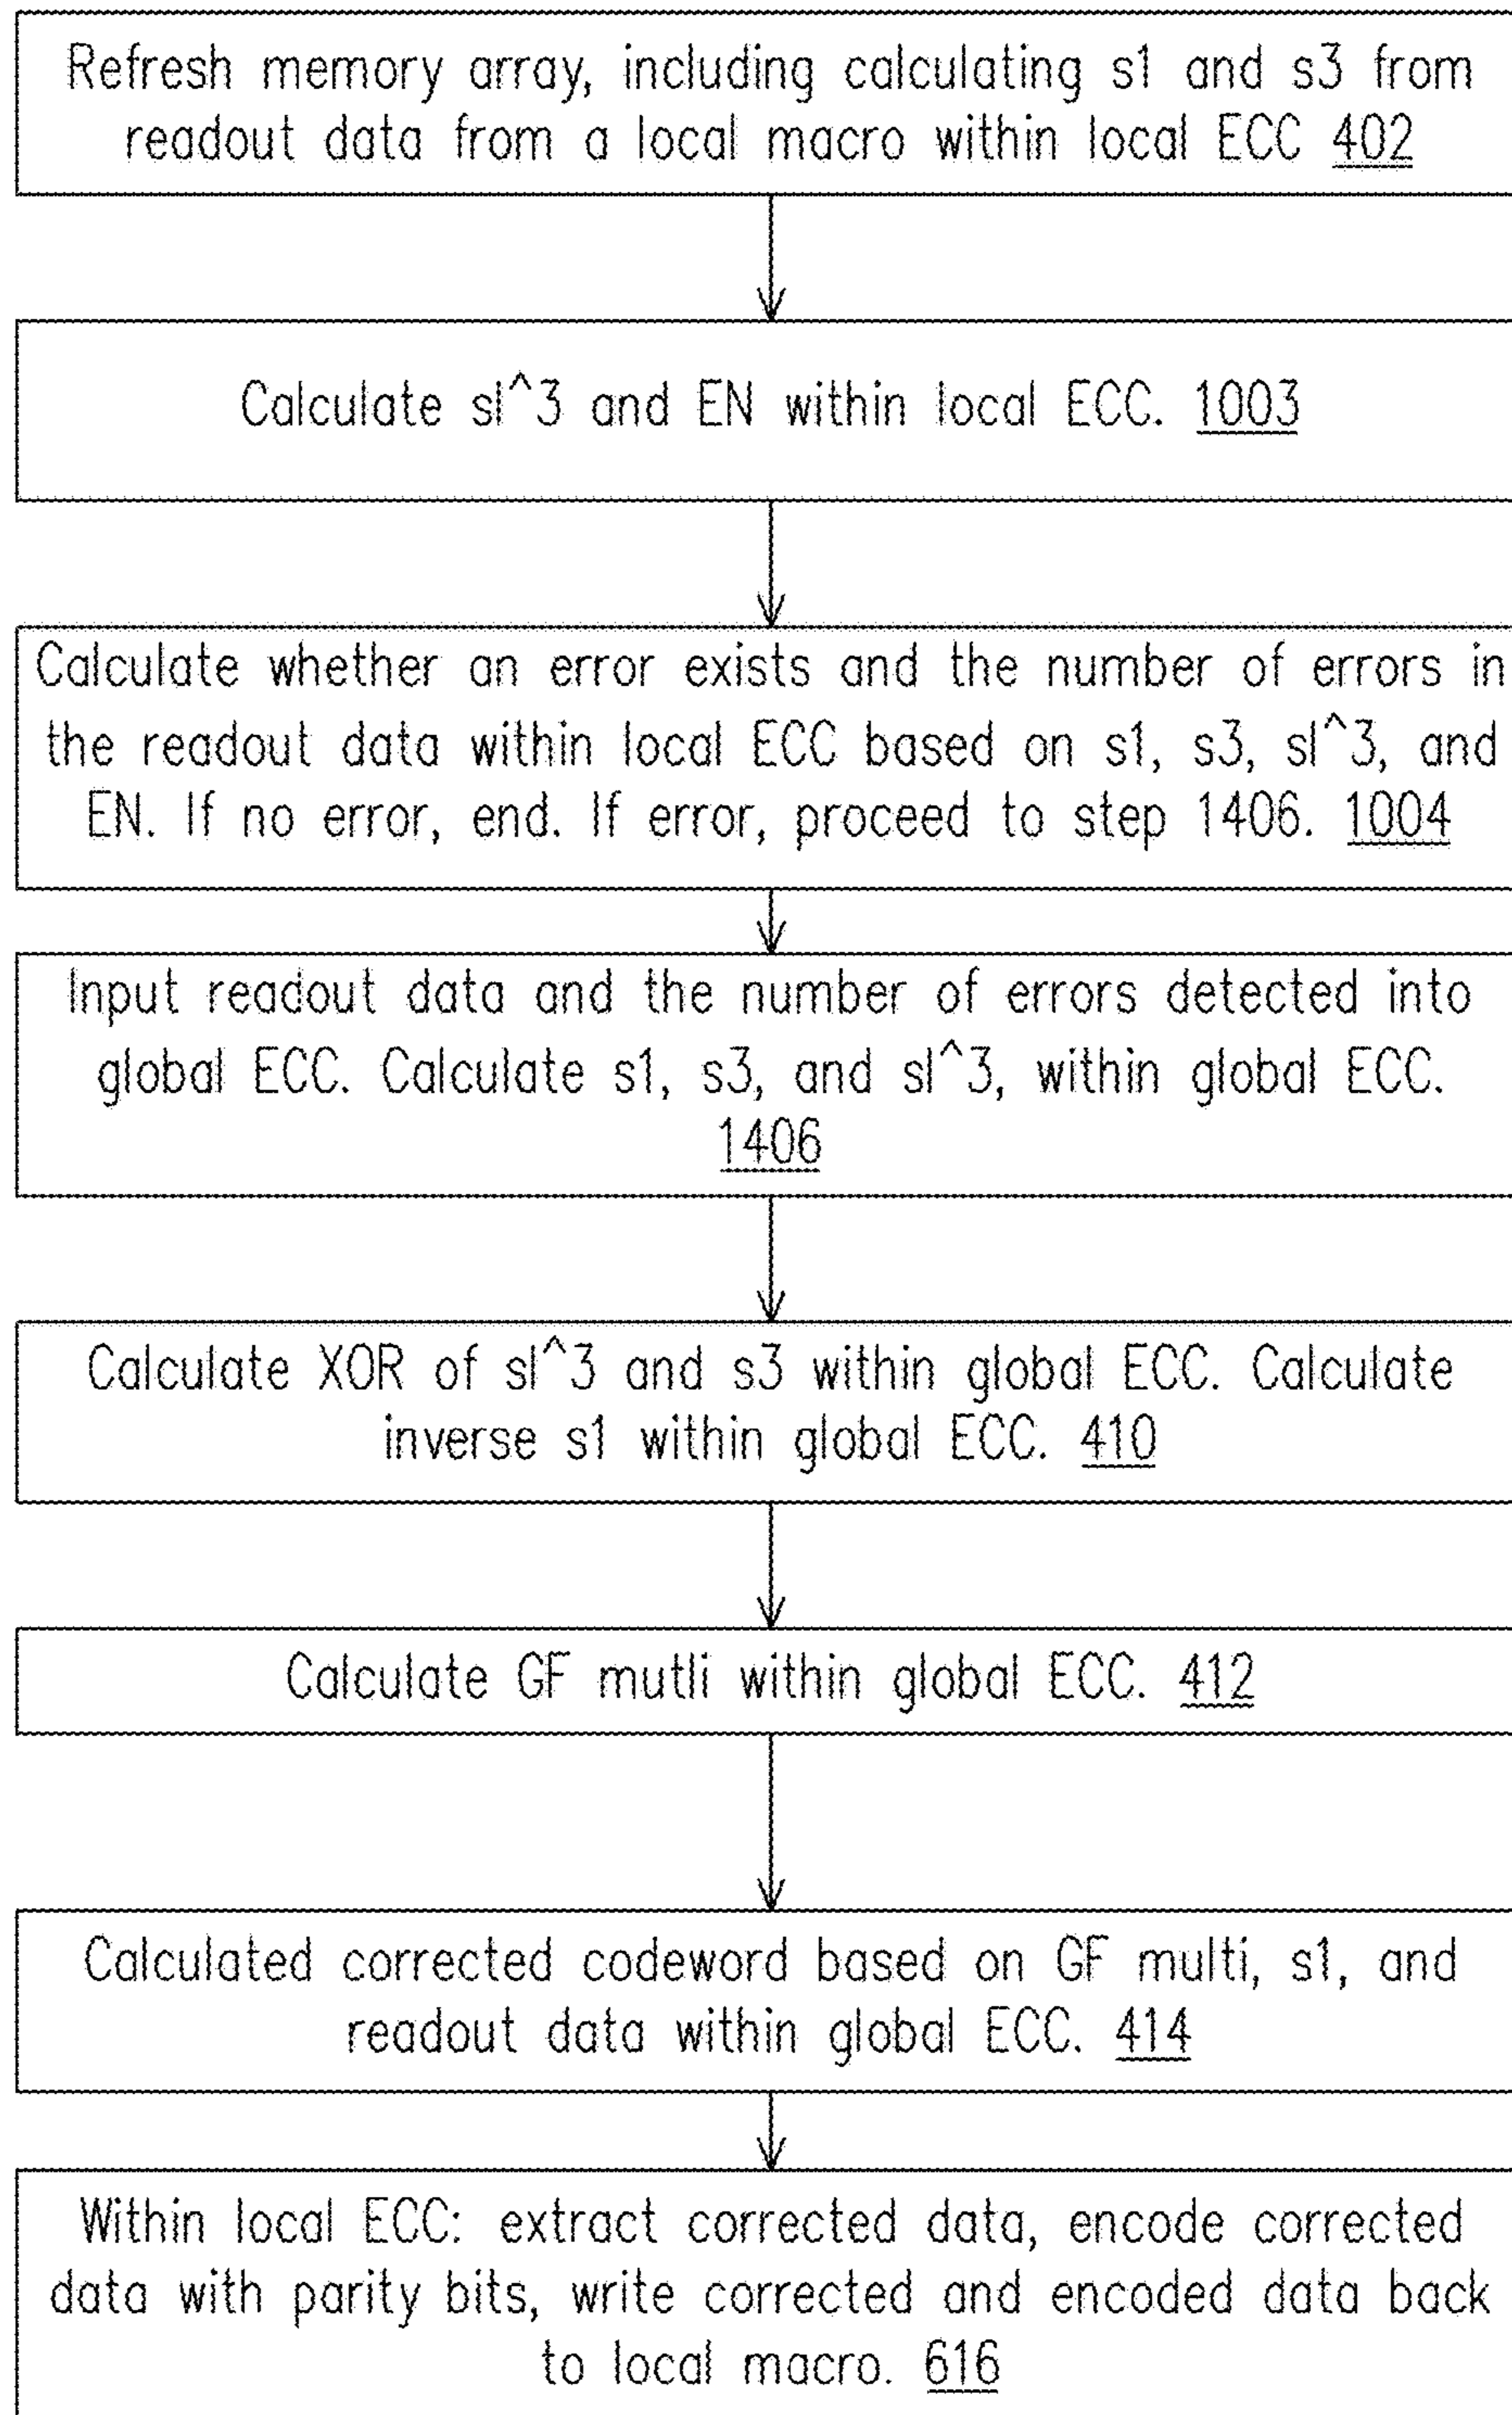 Refresh memory array, including calculating s1 and s3 from
readout data from a local macro within local ECC 402
Calculate sl^3 and EN within local ECC. 1003
Calculate whether an error exists and the number of errors in
the readout data within local ECC based on s1, s3, sl^3, and
EN. If no error, end. If error, proceed to step 1406. 1004
Input readout data and the number of errors detected into
global ECC. Calculate s1, s3, and sl^3, within global ECC.
1406
Calculate XOR of sl^3 and s3 within global ECC. Calculate
inverse s1 within global ECC. 410
Calculate GF mutli within global ECC. 412
Calculated corrected codeword based on GF multi, s1, and
readout data within global ECC. 414
Within local ECC: extract corrected data, encode corrected
data with parity bits, write corrected and encoded data back
to local macro. 616